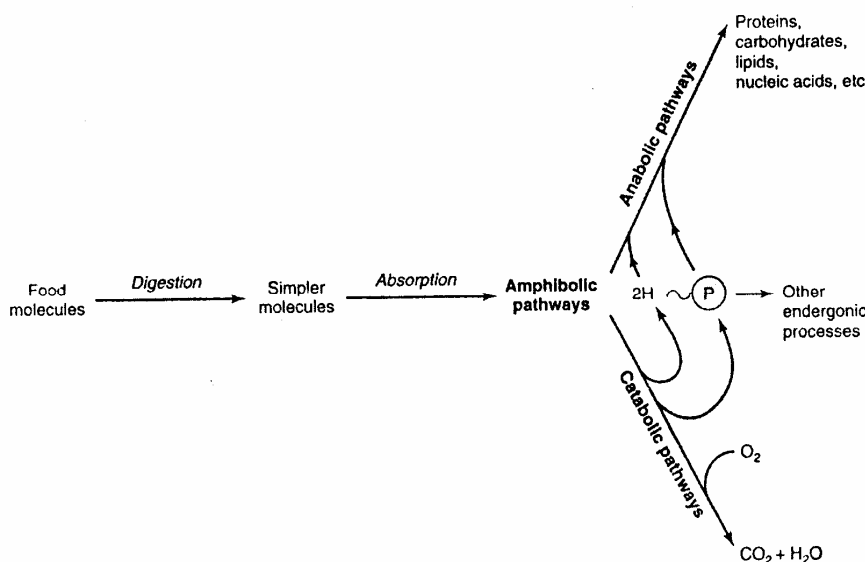 Proteins,
carbohydrates,
lipids,
nucleic acids, etc
Anabolic pathways
Food
molecules
Digestion
Simpler
molecules
Absorption
Amphibolic
pathways
2H
~
P
Other
endergonic
processes
Catabolic pathways
O₂
CO₂ + H₂O